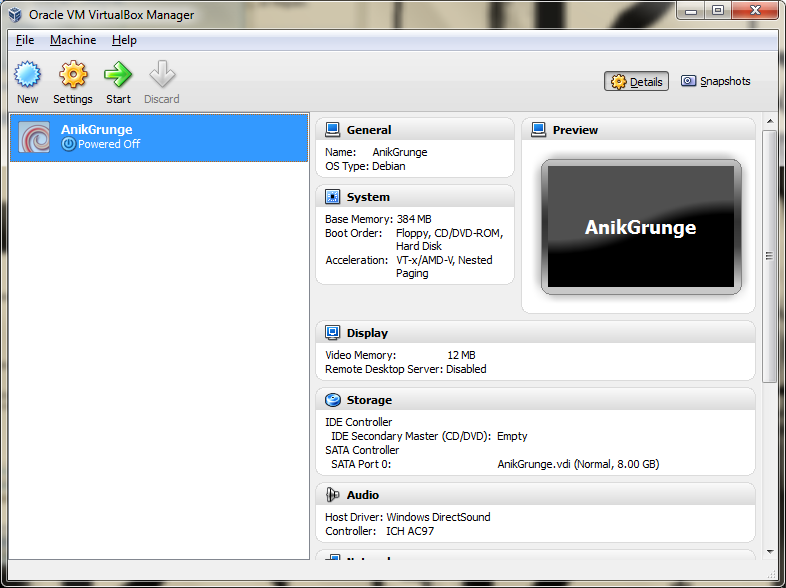 Oracle VM VirtualBox Manager
File Machine Help
New Settings Start Discard
Details Snapshots
AnikGrunge
Powered Off
General
Name: AnikGrunge
OS Type: Debian
System
Base Memory: 384 MB
Boot Order: Floppy, CD/DVD-ROM,
Hard Disk
Acceleration: VT-x/AMD-V, Nested
Paging
Preview
AnikGrunge
Display
Video Memory: 12 MB
Remote Desktop Server: Disabled
Storage
IDE Controller
IDE Secondary Master (CD/DVD): Empty
SATA Controller
SATA Port 0: AnikGrunge.vdi (Normal, 8.00 GB)
Audio
Host Driver: Windows DirectSound
Controller: ICH AC97